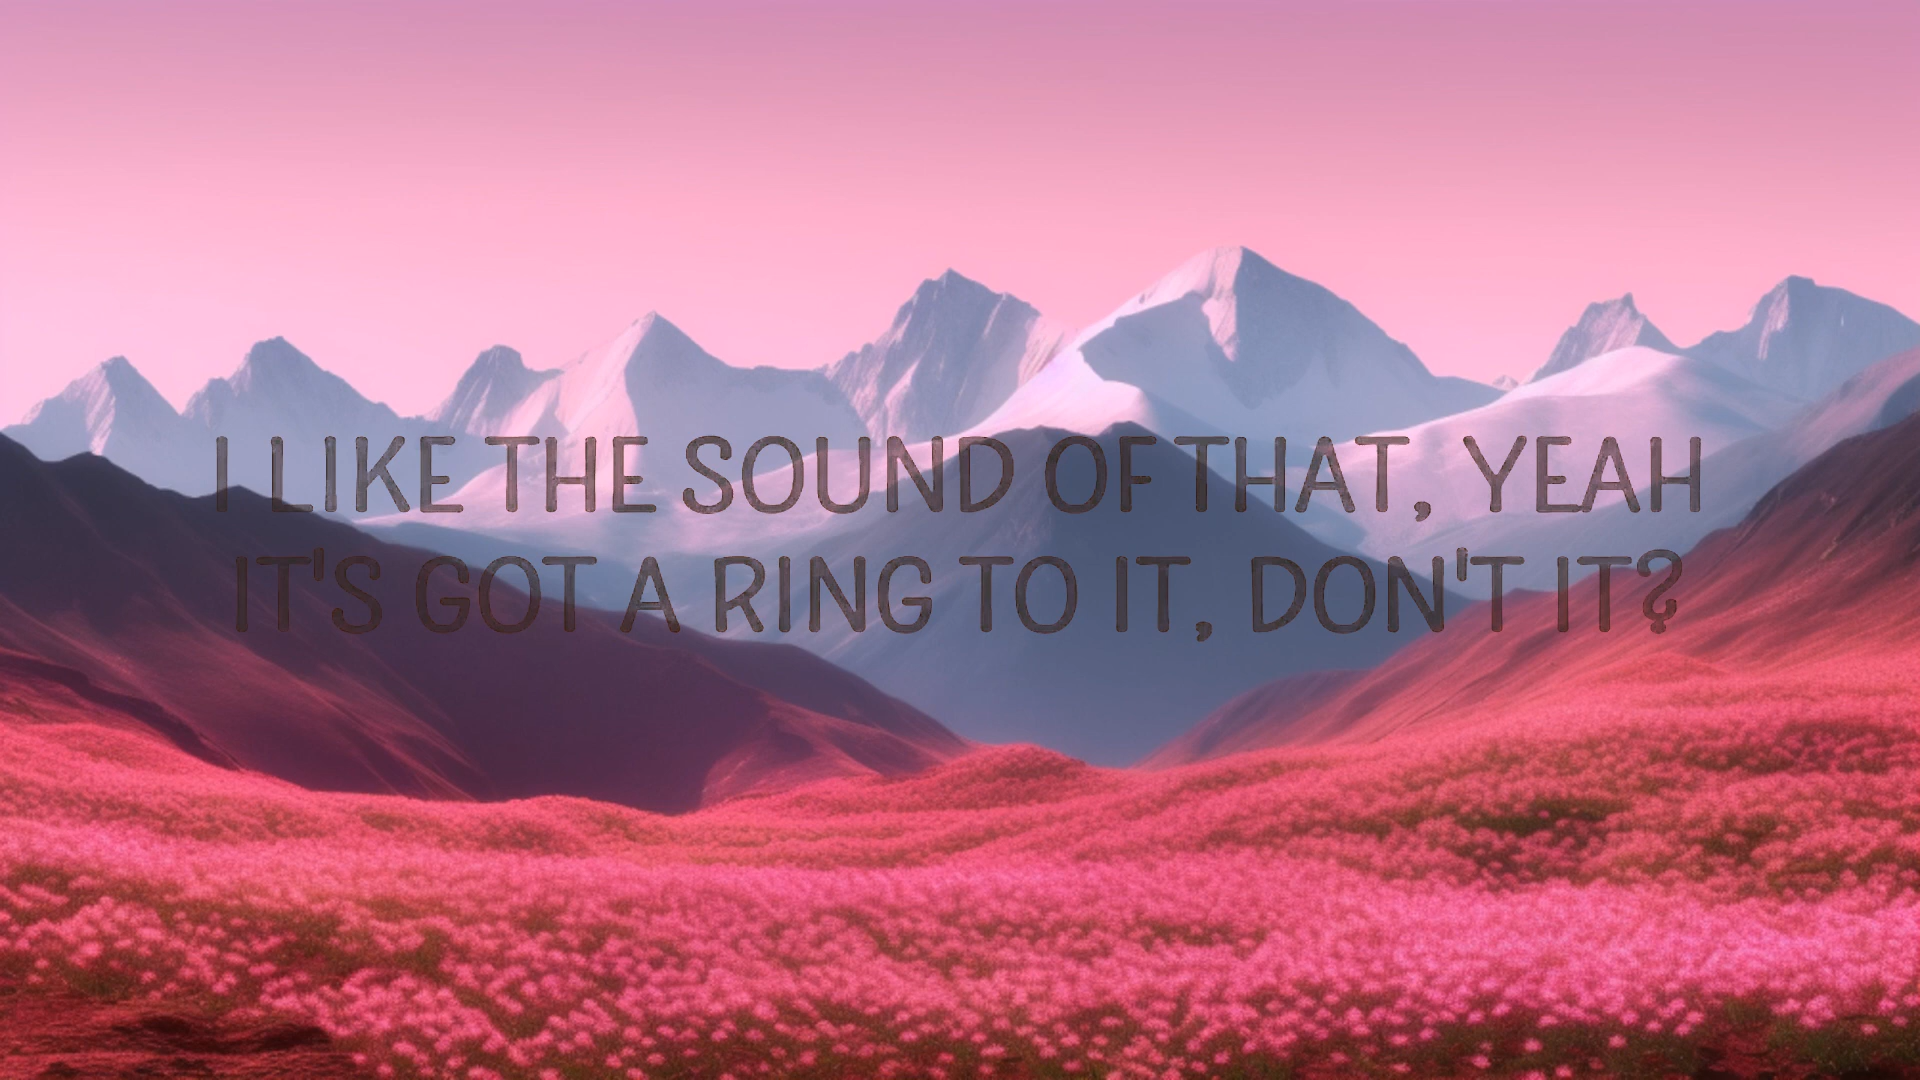 I LIKE THE SOUND OF THAT, YEAH
IT'S GOT A RING TO IT, DON'T IT?